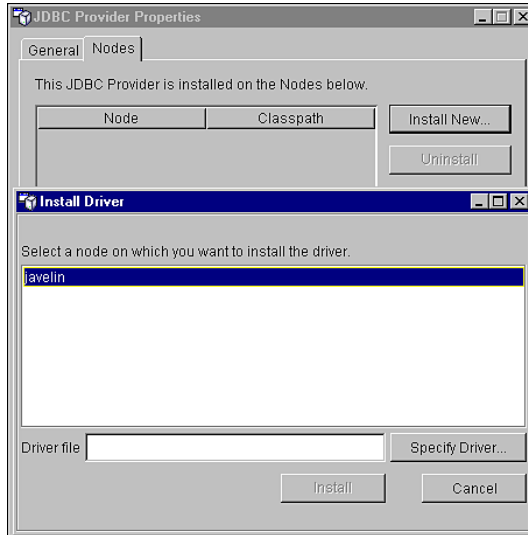 JDBC Provider Properties
General Nodes
This JDBC Provider is installed on the Nodes below.
Node Classpath Install New...
Uninstall
Install Driver
Select a node on which you want to install the driver.
javelin
Driver file Specify Driver...
Install Cancel